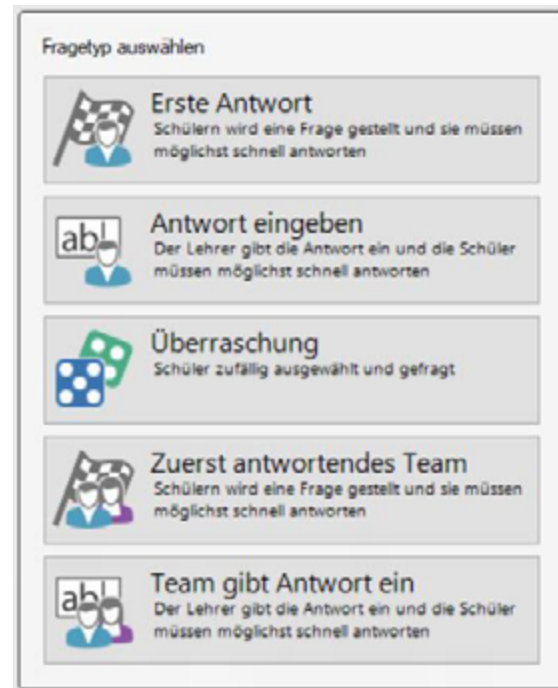 Fragetyp auswählen
Erste Antwort
Schülern wird eine Frage gestellt und sie müssen
möglichst schnell antworten
abl
Antwort eingeben
Der Lehrer gibt die Antwort ein und die Schüler
müssen möglichst schnell antworten
Überraschung
Schüler zufällig ausgewählt und gefragt
Zuerst antwortendes Team
Schülern wird eine Frage gestellt und sie müssen
möglichst schnell antworten
abl
Team gibt Antwort ein
Der Lehrer gibt die Antwort ein und die Schüler
müssen möglichst schnell antworten